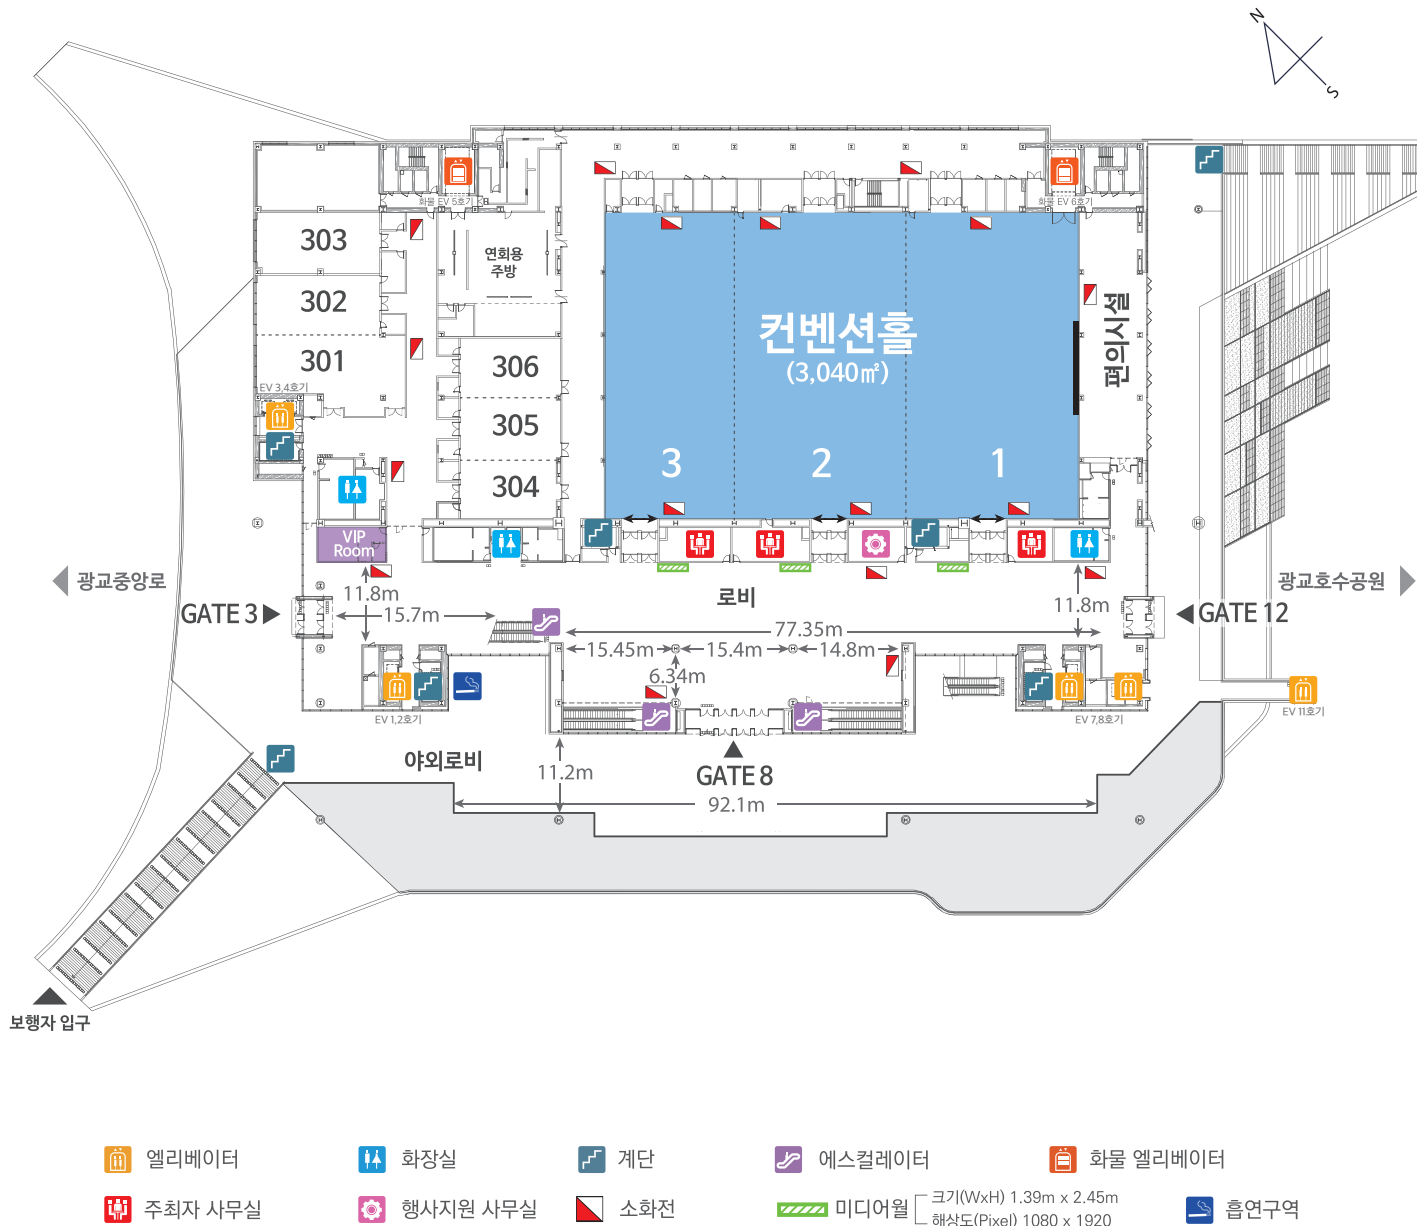 N
S
화물 EV 5호기
화물 EV 6호기
303
연회용
주방
302
컨벤션홀
(3,040㎡)
편의시설
301
306
EV 3,4호기
305
304
3
2
1
VIP
Room
광교중앙로
광교호수공원
11.8m
로비
11.8m
GATE 3
15.7m
GATE 12
77.35m
15.45m
15.4m
14.8m
6.34m
EV 1,2호기
EV 7,8호기
EV 11호기
야외로비
11.2m
GATE 8
92.1m
보행자 입구
엘리베이터
화장실
계단
에스컬레이터
화물 엘리베이터
주최자 사무실
행사지원 사무실
소화전
미디어월
크기(WxH) 1.39m x 2.45m
해상도(Pixel) 1080 x 1920
흡연구역